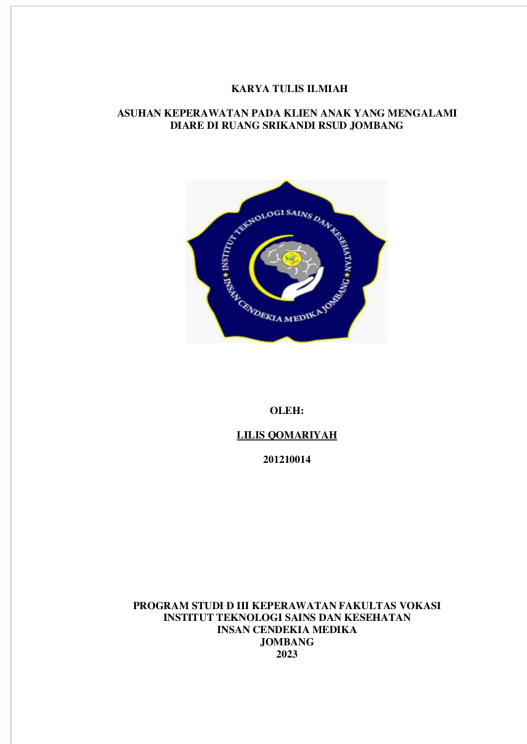 KARYA TULIS ILMIAH
ASUHAN KEPERAWATAN PADA KLIEN ANAK YANG MENGALAMI
DIARE DI RUANG SRIKANDI RSUD JOMBANG
INSTITUT TEKNOLOGI SAINS DAN KESEHATAN
INSAN CENDEKIA MEDIKA JOMBANG
OLEH:
LILIS QOMARIYAH
201210014
PROGRAM STUDI D III KEPERAWATAN FAKULTAS VOKASI
INSTITUT TEKNOLOGI SAINS DAN KESEHATAN
INSAN CENDEKIA MEDIKA
JOMBANG
2023